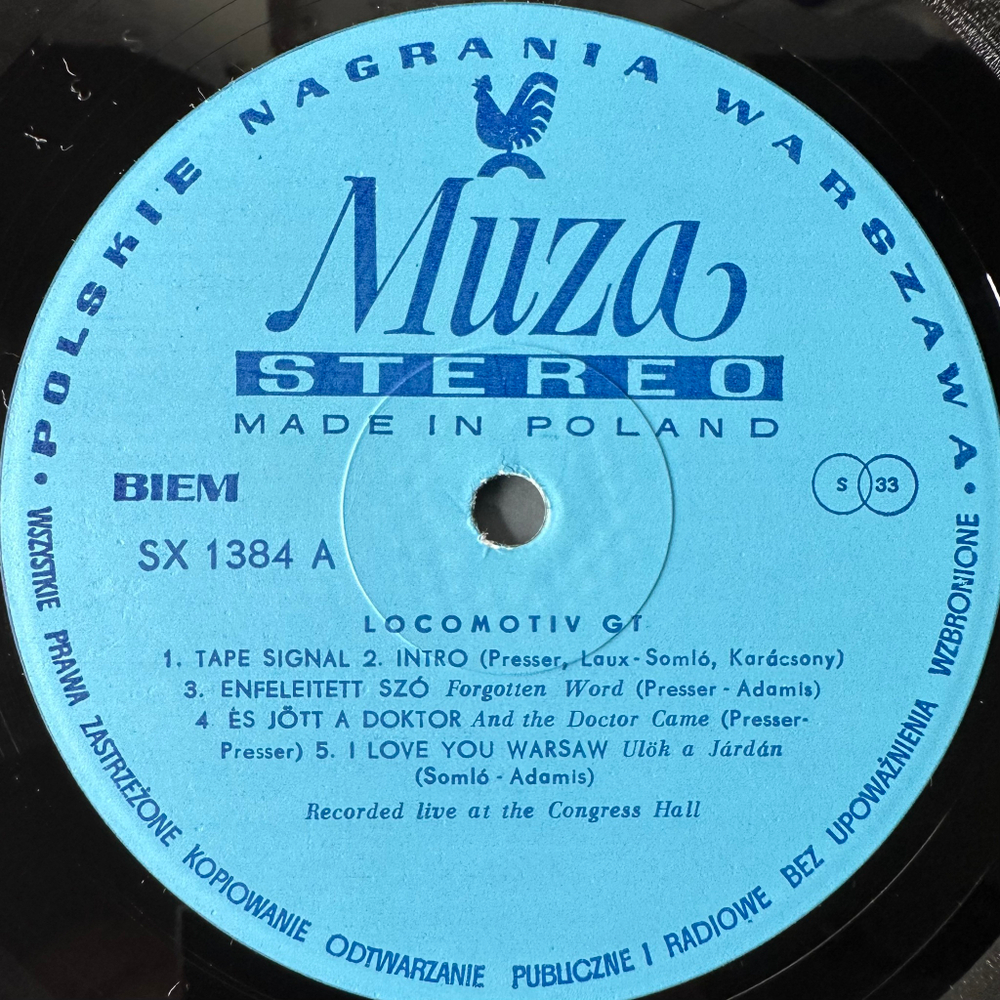 POLSKIE NAGRANIA WARSZAWA
Muza
STEREO
MADE IN POLAND
BIEM
S 33
SX 1384 A
LOCOMOTIV GT
1. TAPE SIGNAL 2. INTRO (Presser, Laux-Somló, Karácsony)
3. ENFELEITETT SZÓ Forgotten Word (Presser-Adamis)
4 ÉS JÖTT A DOKTOR And the Doctor Came (Presser-
Presser) 5. I LOVE YOU WARSAW Ulök a Járdán
(Somló-Adamis)
Recorded live at the Congress Hall
• WSZYSTKIE PRAWA ZASTRZEŻONE KOPIOWANIE ODTWARZANIE PUBLICZNE I RADIOWE BEZ UPOWAŻNIENIA WZBRONIONE •